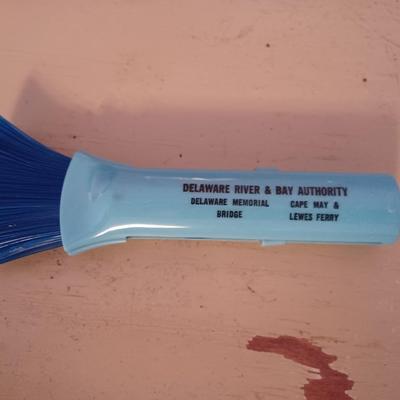 DELAWARE RIVER & BAY AUTHORITY
DELAWARE MEMORIAL BRIDGE
CAPE MAY & LEWES FERRY